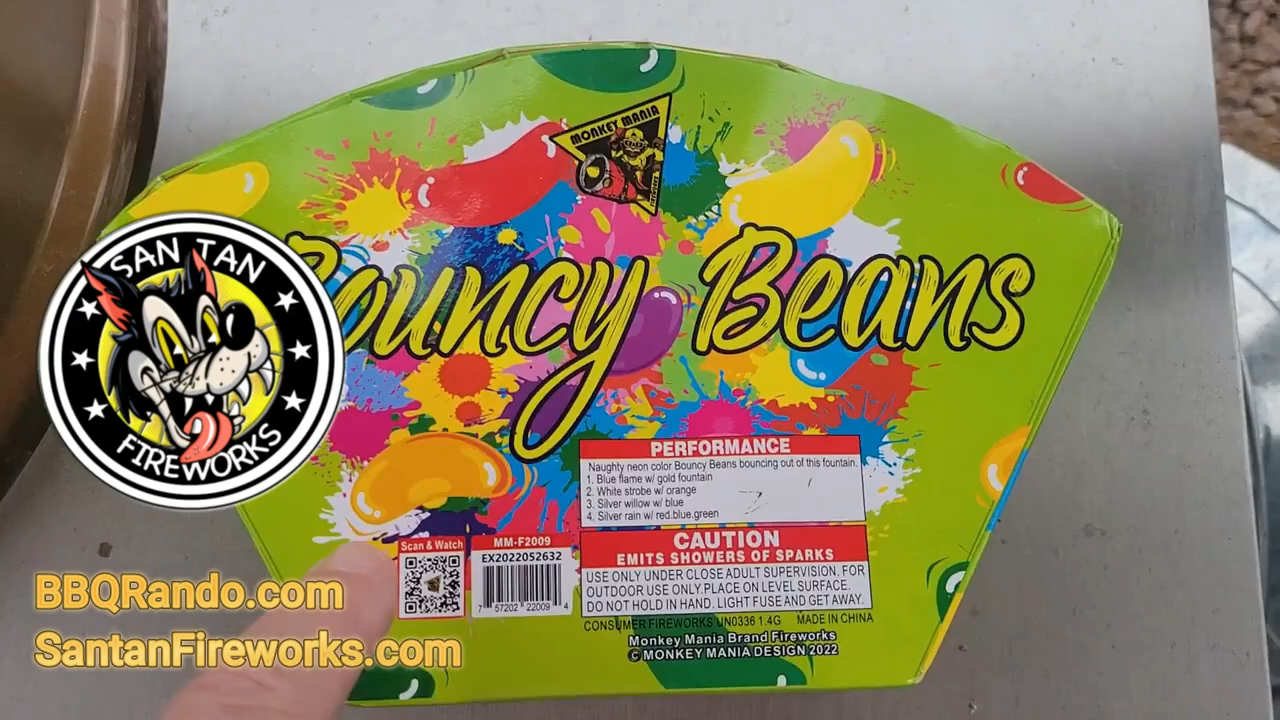 MONKEY MANIA
FIREWORKS
SAN TAN
FIREWORKS
Bouncy Beans
PERFORMANCE
Naughty neon color Bouncy Beans bouncing out of this fountain.
1. Blue flame w/ gold fountain
2. White strobe w/ orange
3. Silver willow w/ blue
4, Silver rain w/ red.blue.green
CAUTION
EMITS SHOWERS OF SPARKS
USE ONLY UNDER CLOSE ADULT SUPERVISION. FOR
OUTDOOR USE ONLY.PLACE ON LEVEL SURFACE.
DO NOT HOLD IN HAND. LIGHT FUSE AND GET AWAY.
CONSUMER FIREWORKS UN0336 1.4G MADE IN CHINA
Monkey Mania Brand Fireworks
© MONKEY MANIA DESIGN 2022
Scan & Watch
MM-F2009
EX2022052632
7 57202 22009 4
BBQRando.com
SantanFireworks.com